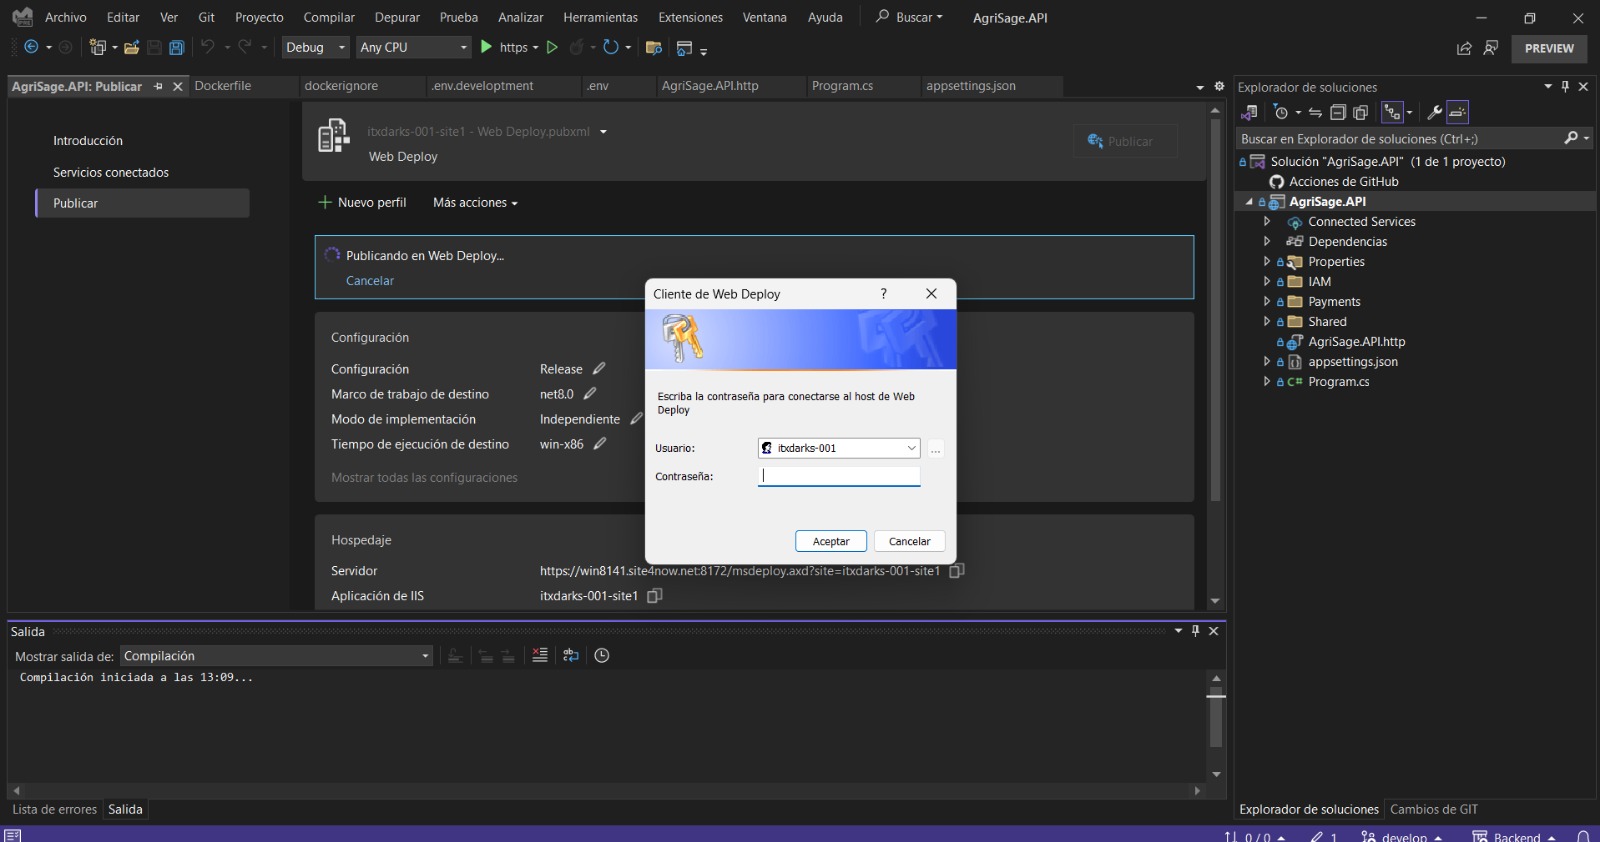 Archivo Editar Ver Git Proyecto Compilar Depurar Prueba Analizar Herramientas Extensiones Ventana Ayuda Buscar AgriSage.API
Debug Any CPU https PREVIEW
AgriSage.API: Publicar Dockerfile dockerignore .env.developtment .env AgriSage.API.http Program.cs appsettings.json
Introducción
Servicios conectados
Publicar
itxdarks-001-site1 - Web Deploy.pubxml
Web Deploy
Publicar
Nuevo perfil Más acciones
Publicando en Web Deploy...
Cancelar
Configuración
Configuración Release
Marco de trabajo de destino net8.0
Modo de implementación Independiente
Tiempo de ejecución de destino win-x86
Mostrar todas las configuraciones
Hospedaje
Servidor https://win8141.site4now.net:8172/msdeploy.axd?site=itxdarks-001-site1
Aplicación de IIS itxdarks-001-site1
Cliente de Web Deploy ?
Escriba la contraseña para conectarse al host de Web
Deploy
Usuario: itxdarks-001 ...
Contraseña:
Aceptar Cancelar
Salida
Mostrar salida de: Compilación
Compilación iniciada a las 13:09...
Lista de errores Salida
Explorador de soluciones
Buscar en Explorador de soluciones (Ctrl+;)
Solución "AgriSage.API" (1 de 1 proyecto)
Acciones de GitHub
AgriSage.API
Connected Services
Dependencias
Properties
IAM
Payments
Shared
AgriSage.API.http
appsettings.json
C# Program.cs
Explorador de soluciones Cambios de GIT
0 / 0 1 develop Backend